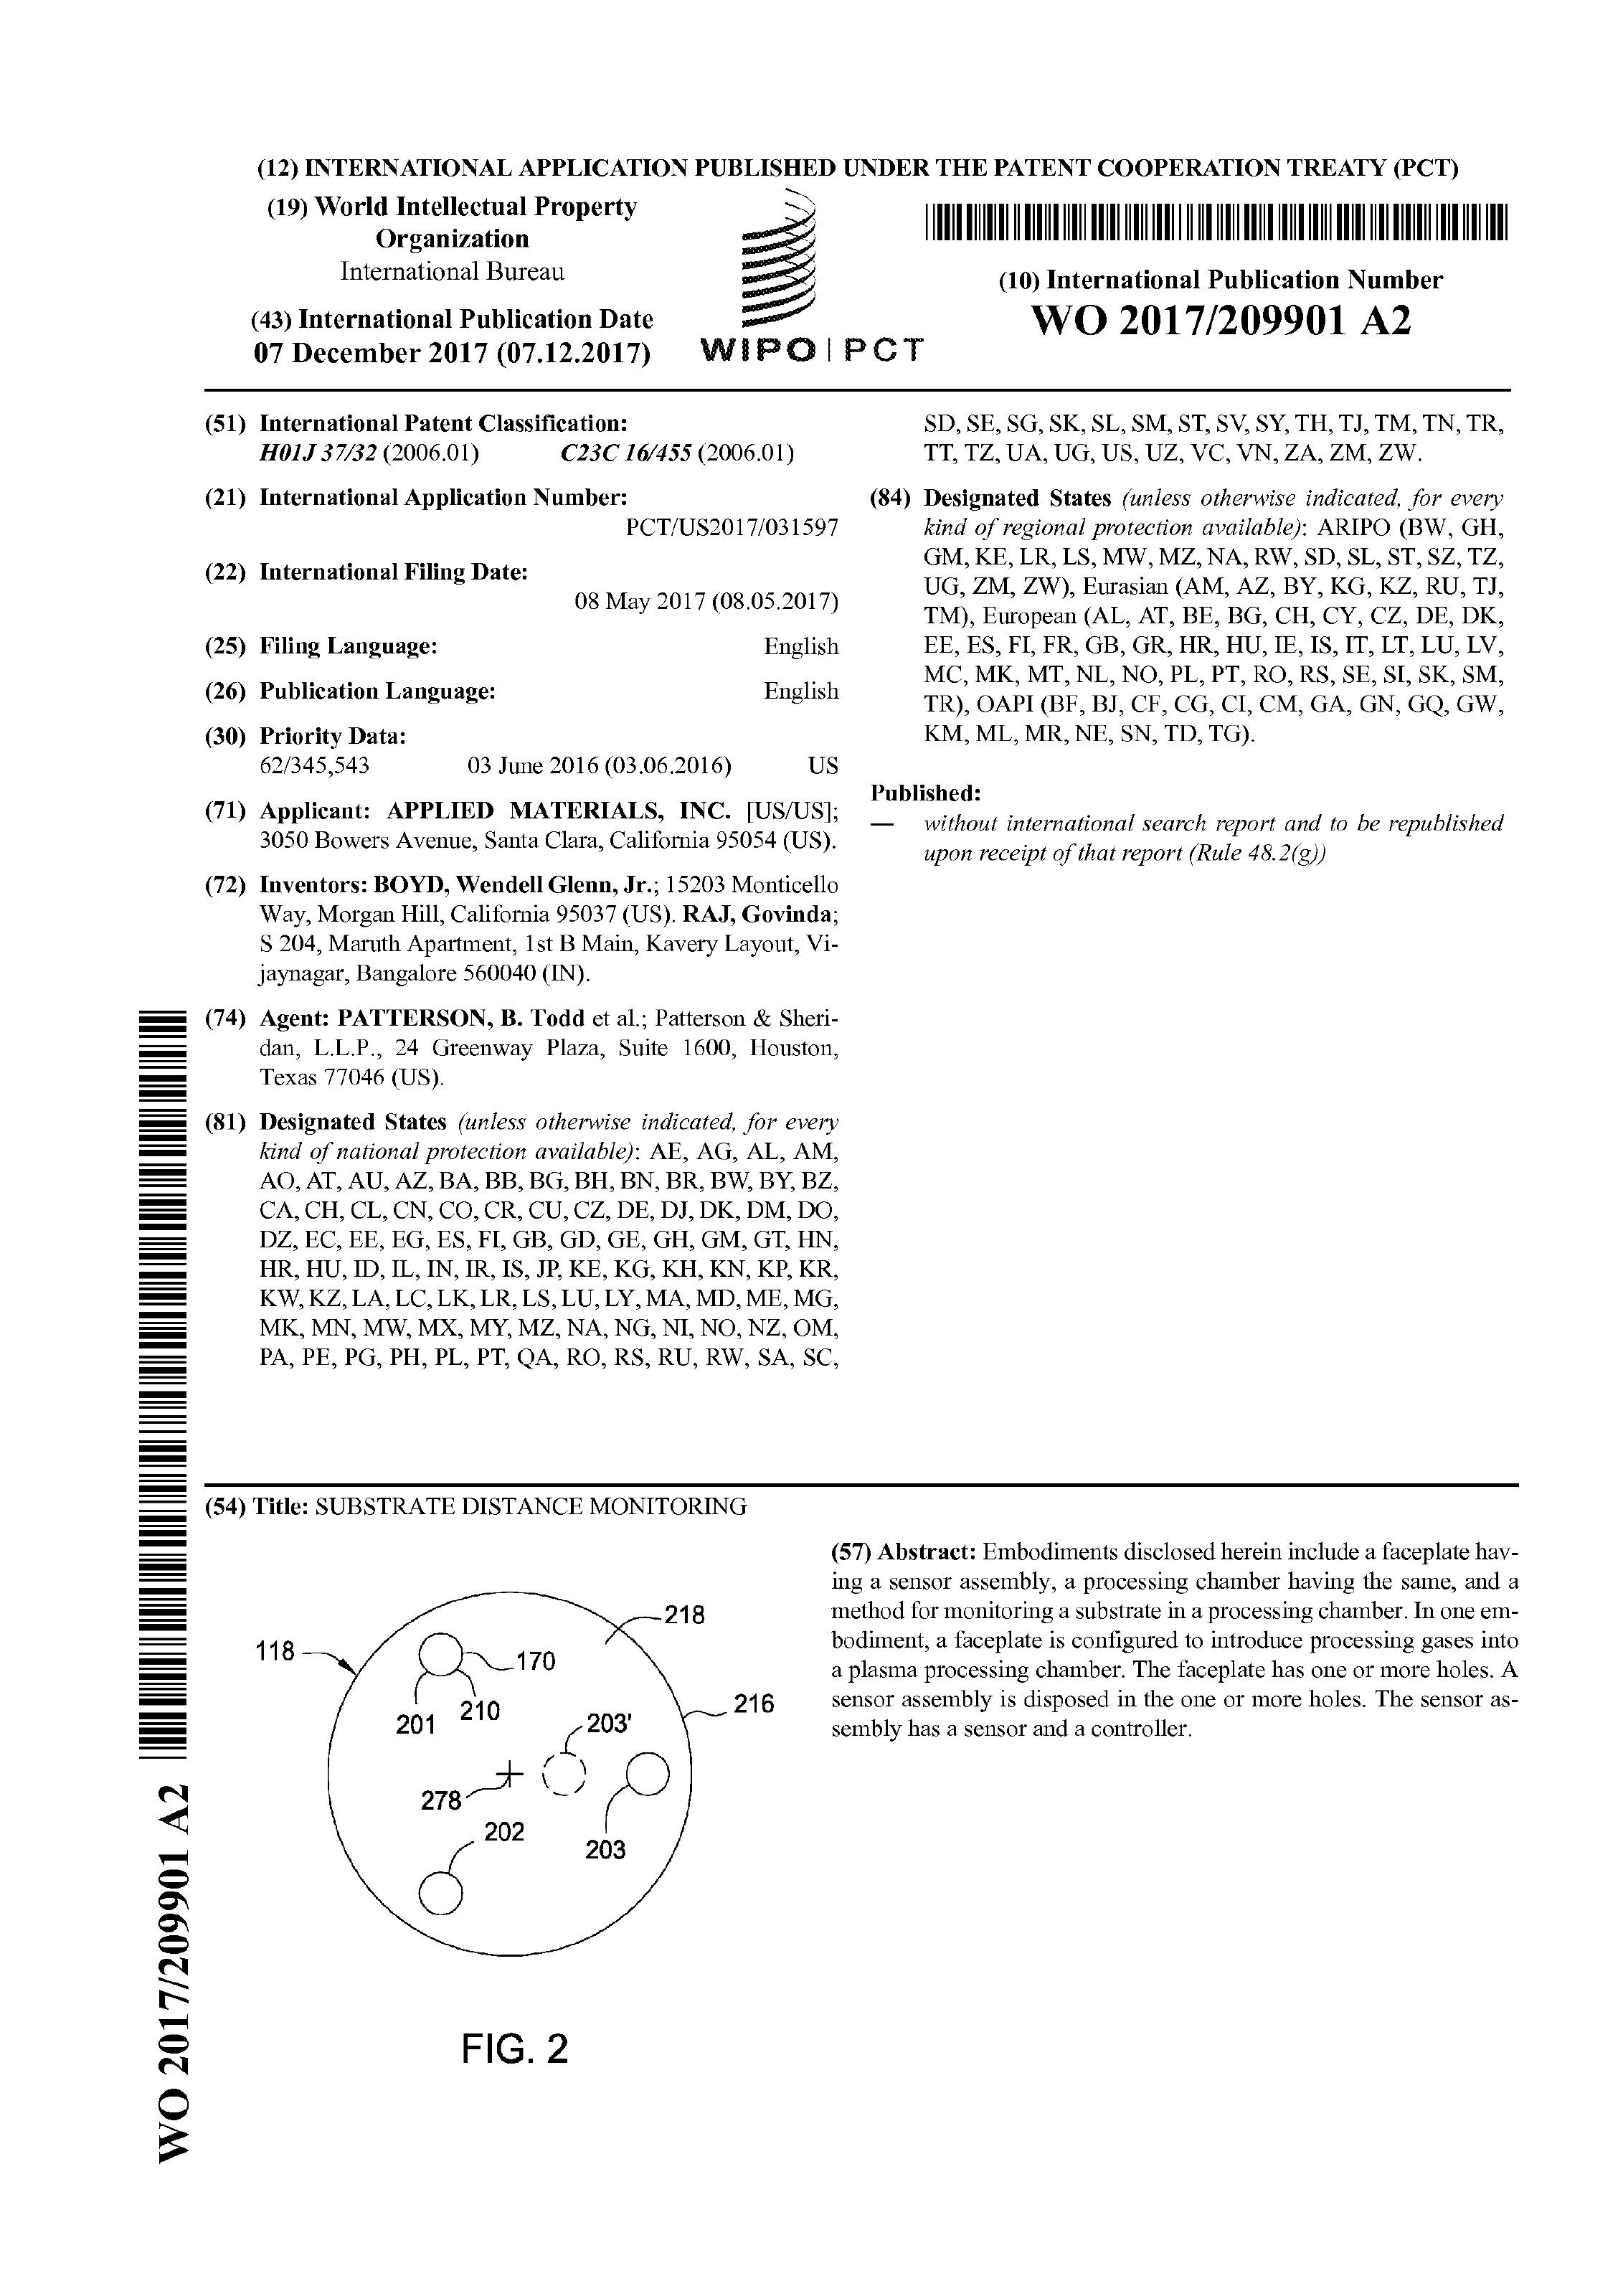 (12) INTERNATIONAL APPLICATION PUBLISHED UNDER THE PATENT COOPERATION TREATY (PCT)
(19) World Intellectual Property
Organization
International Bureau
(43) International Publication Date
07 December 2017 (07.12.2017)
WIPO | PCT
(10) International Publication Number
WO 2017/209901 A2
(51) International Patent Classification:
H01J 37/32 (2006.01) C23C 16/455 (2006.01)
(21) International Application Number:
PCT/US2017/031597
(22) International Filing Date:
08 May 2017 (08.05.2017)
(25) Filing Language: English
(26) Publication Language: English
(30) Priority Data:
62/345,543 03 June 2016 (03.06.2016) US
(71) Applicant: APPLIED MATERIALS, INC. [US/US];
3050 Bowers Avenue, Santa Clara, California 95054 (US).
(72) Inventors: BOYD, Wendell Glenn, Jr.; 15203 Monticello
Way, Morgan Hill, California 95037 (US). RAJ, Govinda;
S 204, Maruth Apartment, 1st B Main, Kavery Layout, Vi-
jaynagar, Bangalore 560040 (IN).
(74) Agent: PATTERSON, B. Todd et al.; Patterson & Sheri-
dan, L.L.P., 24 Greenway Plaza, Suite 1600, Houston,
Texas 77046 (US).
(81) Designated States (unless otherwise indicated, for every
kind of national protection available): AE, AG, AL, AM,
AO, AT, AU, AZ, BA, BB, BG, BH, BN, BR, BW, BY, BZ,
CA, CH, CL, CN, CO, CR, CU, CZ, DE, DJ, DK, DM, DO,
DZ, EC, EE, EG, ES, FI, GB, GD, GE, GH, GM, GT, HN,
HR, HU, ID, IL, IN, IR, IS, JP, KE, KG, KH, KN, KP, KR,
KW, KZ, LA, LC, LK, LR, LS, LU, LY, MA, MD, ME, MG,
MK, MN, MW, MX, MY, MZ, NA, NG, NI, NO, NZ, OM,
PA, PE, PG, PH, PL, PT, QA, RO, RS, RU, RW, SA, SC,
SD, SE, SG, SK, SL, SM, ST, SV, SY, TH, TJ, TM, TN, TR,
TT, TZ, UA, UG, US, UZ, VC, VN, ZA, ZM, ZW.
(84) Designated States (unless otherwise indicated, for every
kind of regional protection available): ARIPO (BW, GH,
GM, KE, LR, LS, MW, MZ, NA, RW, SD, SL, ST, SZ, TZ,
UG, ZM, ZW), Eurasian (AM, AZ, BY, KG, KZ, RU, TJ,
TM), European (AL, AT, BE, BG, CH, CY, CZ, DE, DK,
EE, ES, FI, FR, GB, GR, HR, HU, IE, IS, IT, LT, LU, LV,
MC, MK, MT, NL, NO, PL, PT, RO, RS, SE, SI, SK, SM,
TR), OAPI (BF, BJ, CF, CG, CI, CM, GA, GN, GQ, GW,
KM, ML, MR, NE, SN, TD, TG).
Published:
— without international search report and to be republished
upon receipt of that report (Rule 48.2(g))
(54) Title: SUBSTRATE DISTANCE MONITORING
118
218
170
201
210
216
203'
278
202
203
FIG. 2
(57) Abstract: Embodiments disclosed herein include a faceplate hav-
ing a sensor assembly, a processing chamber having the same, and a
method for monitoring a substrate in a processing chamber. In one em-
bodiment, a faceplate is configured to introduce processing gases into
a plasma processing chamber. The faceplate has one or more holes. A
sensor assembly is disposed in the one or more holes. The sensor as-
sembly has a sensor and a controller.
WO 2017/209901 A2